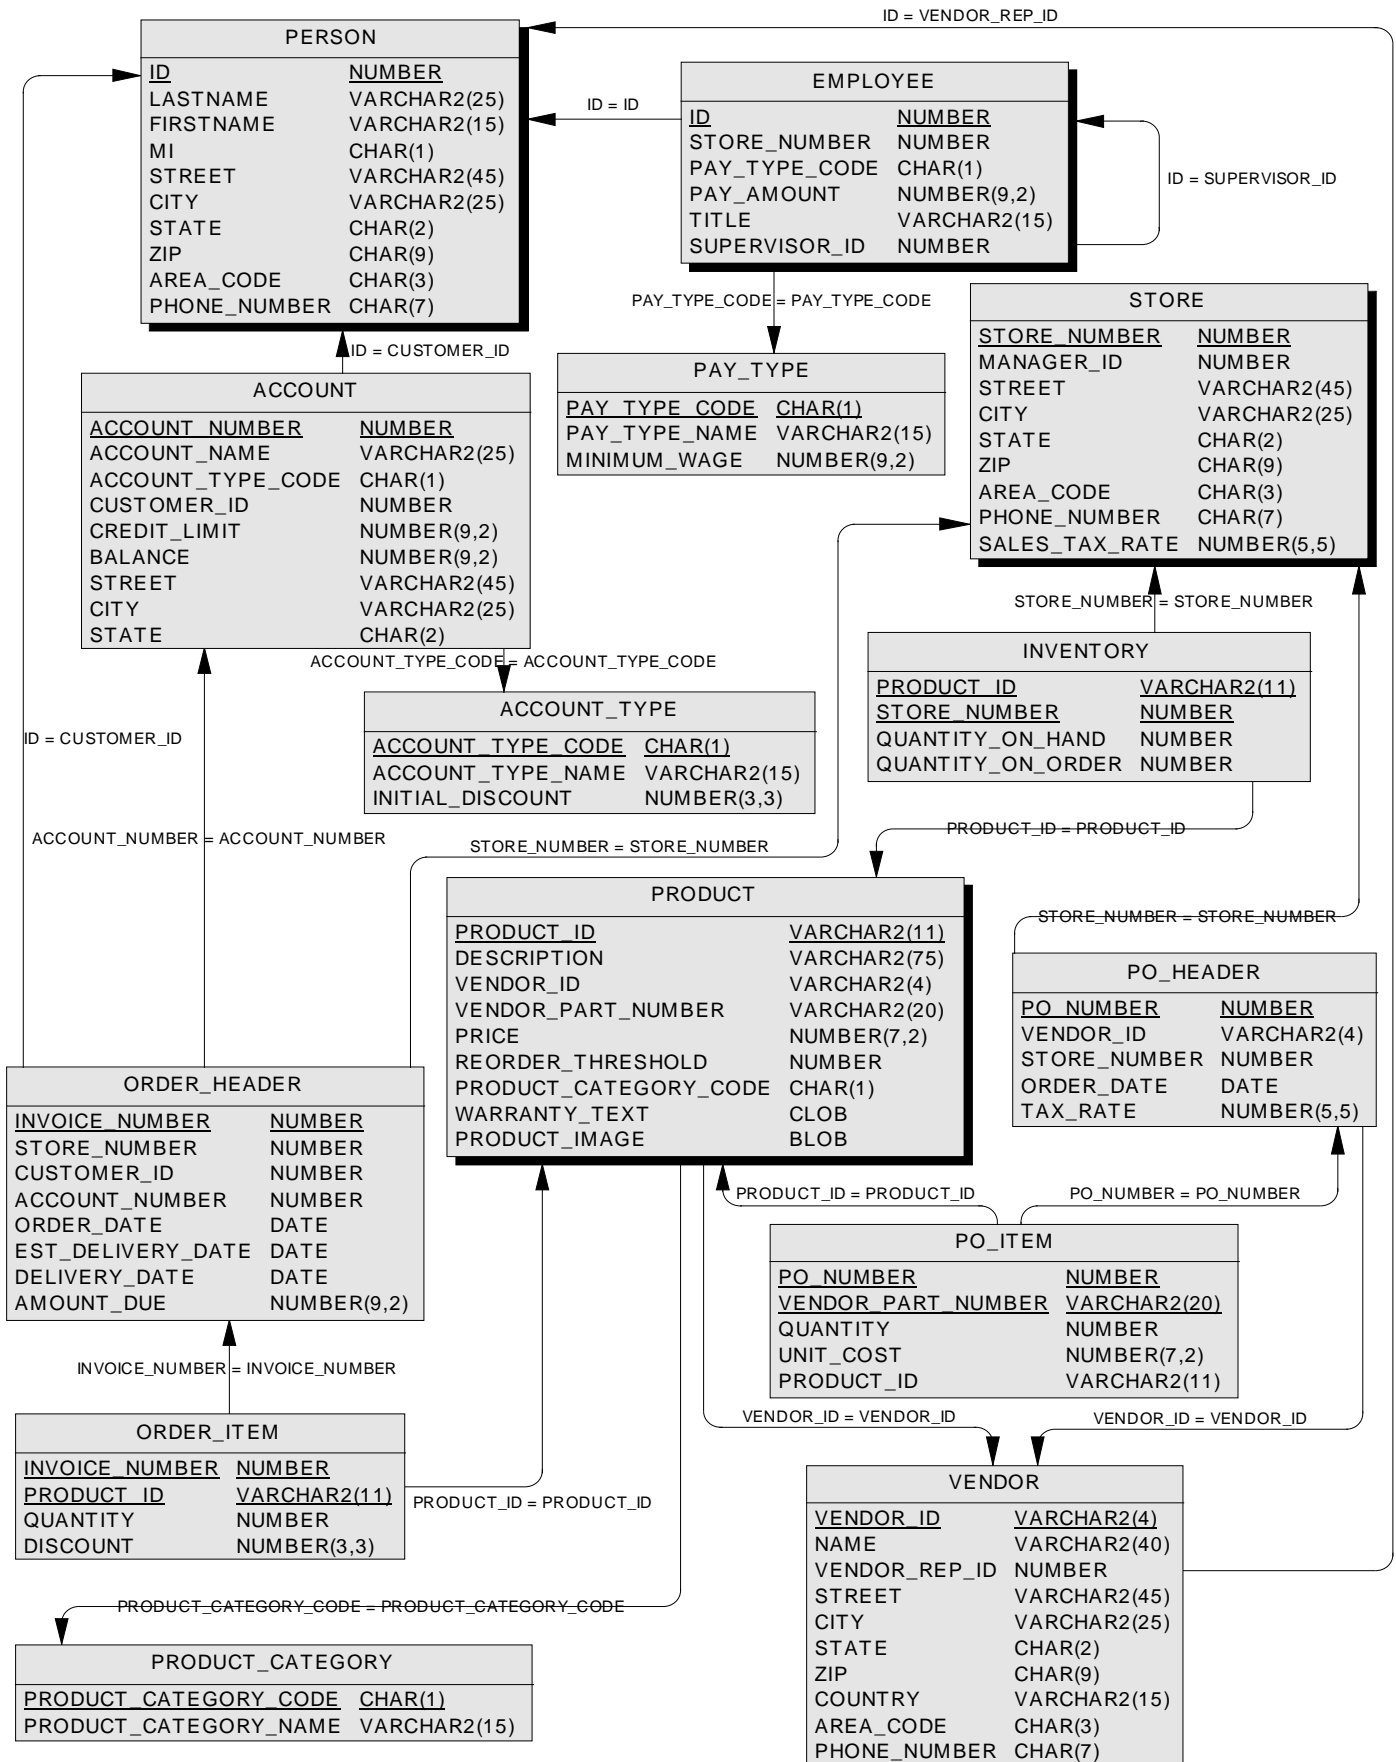 ID = VENDOR_REP_ID
PERSON
ID NUMBER
LASTNAME VARCHAR2(25)
FIRSTNAME VARCHAR2(15)
MI CHAR(1)
STREET VARCHAR2(45)
CITY VARCHAR2(25)
STATE CHAR(2)
ZIP CHAR(9)
AREA_CODE CHAR(3)
PHONE_NUMBER CHAR(7)
ID = ID
EMPLOYEE
ID NUMBER
STORE_NUMBER NUMBER
PAY_TYPE_CODE CHAR(1)
PAY_AMOUNT NUMBER(9,2)
TITLE VARCHAR2(15)
SUPERVISOR_ID NUMBER
ID = SUPERVISOR_ID
PAY_TYPE_CODE = PAY_TYPE_CODE
ID = CUSTOMER_ID
PAY_TYPE
PAY_TYPE_CODE CHAR(1)
PAY_TYPE_NAME VARCHAR2(15)
MINIMUM_WAGE NUMBER(9,2)
STORE
STORE_NUMBER NUMBER
MANAGER_ID NUMBER
STREET VARCHAR2(45)
CITY VARCHAR2(25)
STATE CHAR(2)
ZIP CHAR(9)
AREA_CODE CHAR(3)
PHONE_NUMBER CHAR(7)
SALES_TAX_RATE NUMBER(5,5)
ACCOUNT
ACCOUNT_NUMBER NUMBER
ACCOUNT_NAME VARCHAR2(25)
ACCOUNT_TYPE_CODE CHAR(1)
CUSTOMER_ID NUMBER
CREDIT_LIMIT NUMBER(9,2)
BALANCE NUMBER(9,2)
STREET VARCHAR2(45)
CITY VARCHAR2(25)
STATE CHAR(2)
STORE_NUMBER = STORE_NUMBER
ACCOUNT_TYPE_CODE = ACCOUNT_TYPE_CODE
INVENTORY
PRODUCT_ID VARCHAR2(11)
STORE_NUMBER NUMBER
QUANTITY_ON_HAND NUMBER
QUANTITY_ON_ORDER NUMBER
ACCOUNT_TYPE
ACCOUNT_TYPE_CODE CHAR(1)
ACCOUNT_TYPE_NAME VARCHAR2(15)
INITIAL_DISCOUNT NUMBER(3,3)
ID = CUSTOMER_ID
ACCOUNT_NUMBER = ACCOUNT_NUMBER
STORE_NUMBER = STORE_NUMBER
PRODUCT_ID = PRODUCT_ID
PRODUCT
PRODUCT_ID VARCHAR2(11)
DESCRIPTION VARCHAR2(75)
VENDOR_ID VARCHAR2(4)
VENDOR_PART_NUMBER VARCHAR2(20)
PRICE NUMBER(7,2)
REORDER_THRESHOLD NUMBER
PRODUCT_CATEGORY_CODE CHAR(1)
WARRANTY_TEXT CLOB
PRODUCT_IMAGE BLOB
STORE_NUMBER = STORE_NUMBER
PO_HEADER
PO_NUMBER NUMBER
VENDOR_ID VARCHAR2(4)
STORE_NUMBER NUMBER
ORDER_DATE DATE
TAX_RATE NUMBER(5,5)
ORDER_HEADER
INVOICE_NUMBER NUMBER
STORE_NUMBER NUMBER
CUSTOMER_ID NUMBER
ACCOUNT_NUMBER NUMBER
ORDER_DATE DATE
EST_DELIVERY_DATE DATE
DELIVERY_DATE DATE
AMOUNT_DUE NUMBER(9,2)
PRODUCT_ID = PRODUCT_ID
PO_NUMBER = PO_NUMBER
PO_ITEM
PO_NUMBER NUMBER
VENDOR_PART_NUMBER VARCHAR2(20)
QUANTITY NUMBER
UNIT_COST NUMBER(7,2)
PRODUCT_ID VARCHAR2(11)
INVOICE_NUMBER = INVOICE_NUMBER
VENDOR_ID = VENDOR_ID
VENDOR_ID = VENDOR_ID
ORDER_ITEM
INVOICE_NUMBER NUMBER
PRODUCT_ID VARCHAR2(11)
QUANTITY NUMBER
DISCOUNT NUMBER(3,3)
PRODUCT_ID = PRODUCT_ID
VENDOR
VENDOR_ID VARCHAR2(4)
NAME VARCHAR2(40)
VENDOR_REP_ID NUMBER
STREET VARCHAR2(45)
CITY VARCHAR2(25)
STATE CHAR(2)
ZIP CHAR(9)
COUNTRY VARCHAR2(15)
AREA_CODE CHAR(3)
PHONE_NUMBER CHAR(7)
PRODUCT_CATEGORY_CODE = PRODUCT_CATEGORY_CODE
PRODUCT_CATEGORY
PRODUCT_CATEGORY_CODE CHAR(1)
PRODUCT_CATEGORY_NAME VARCHAR2(15)